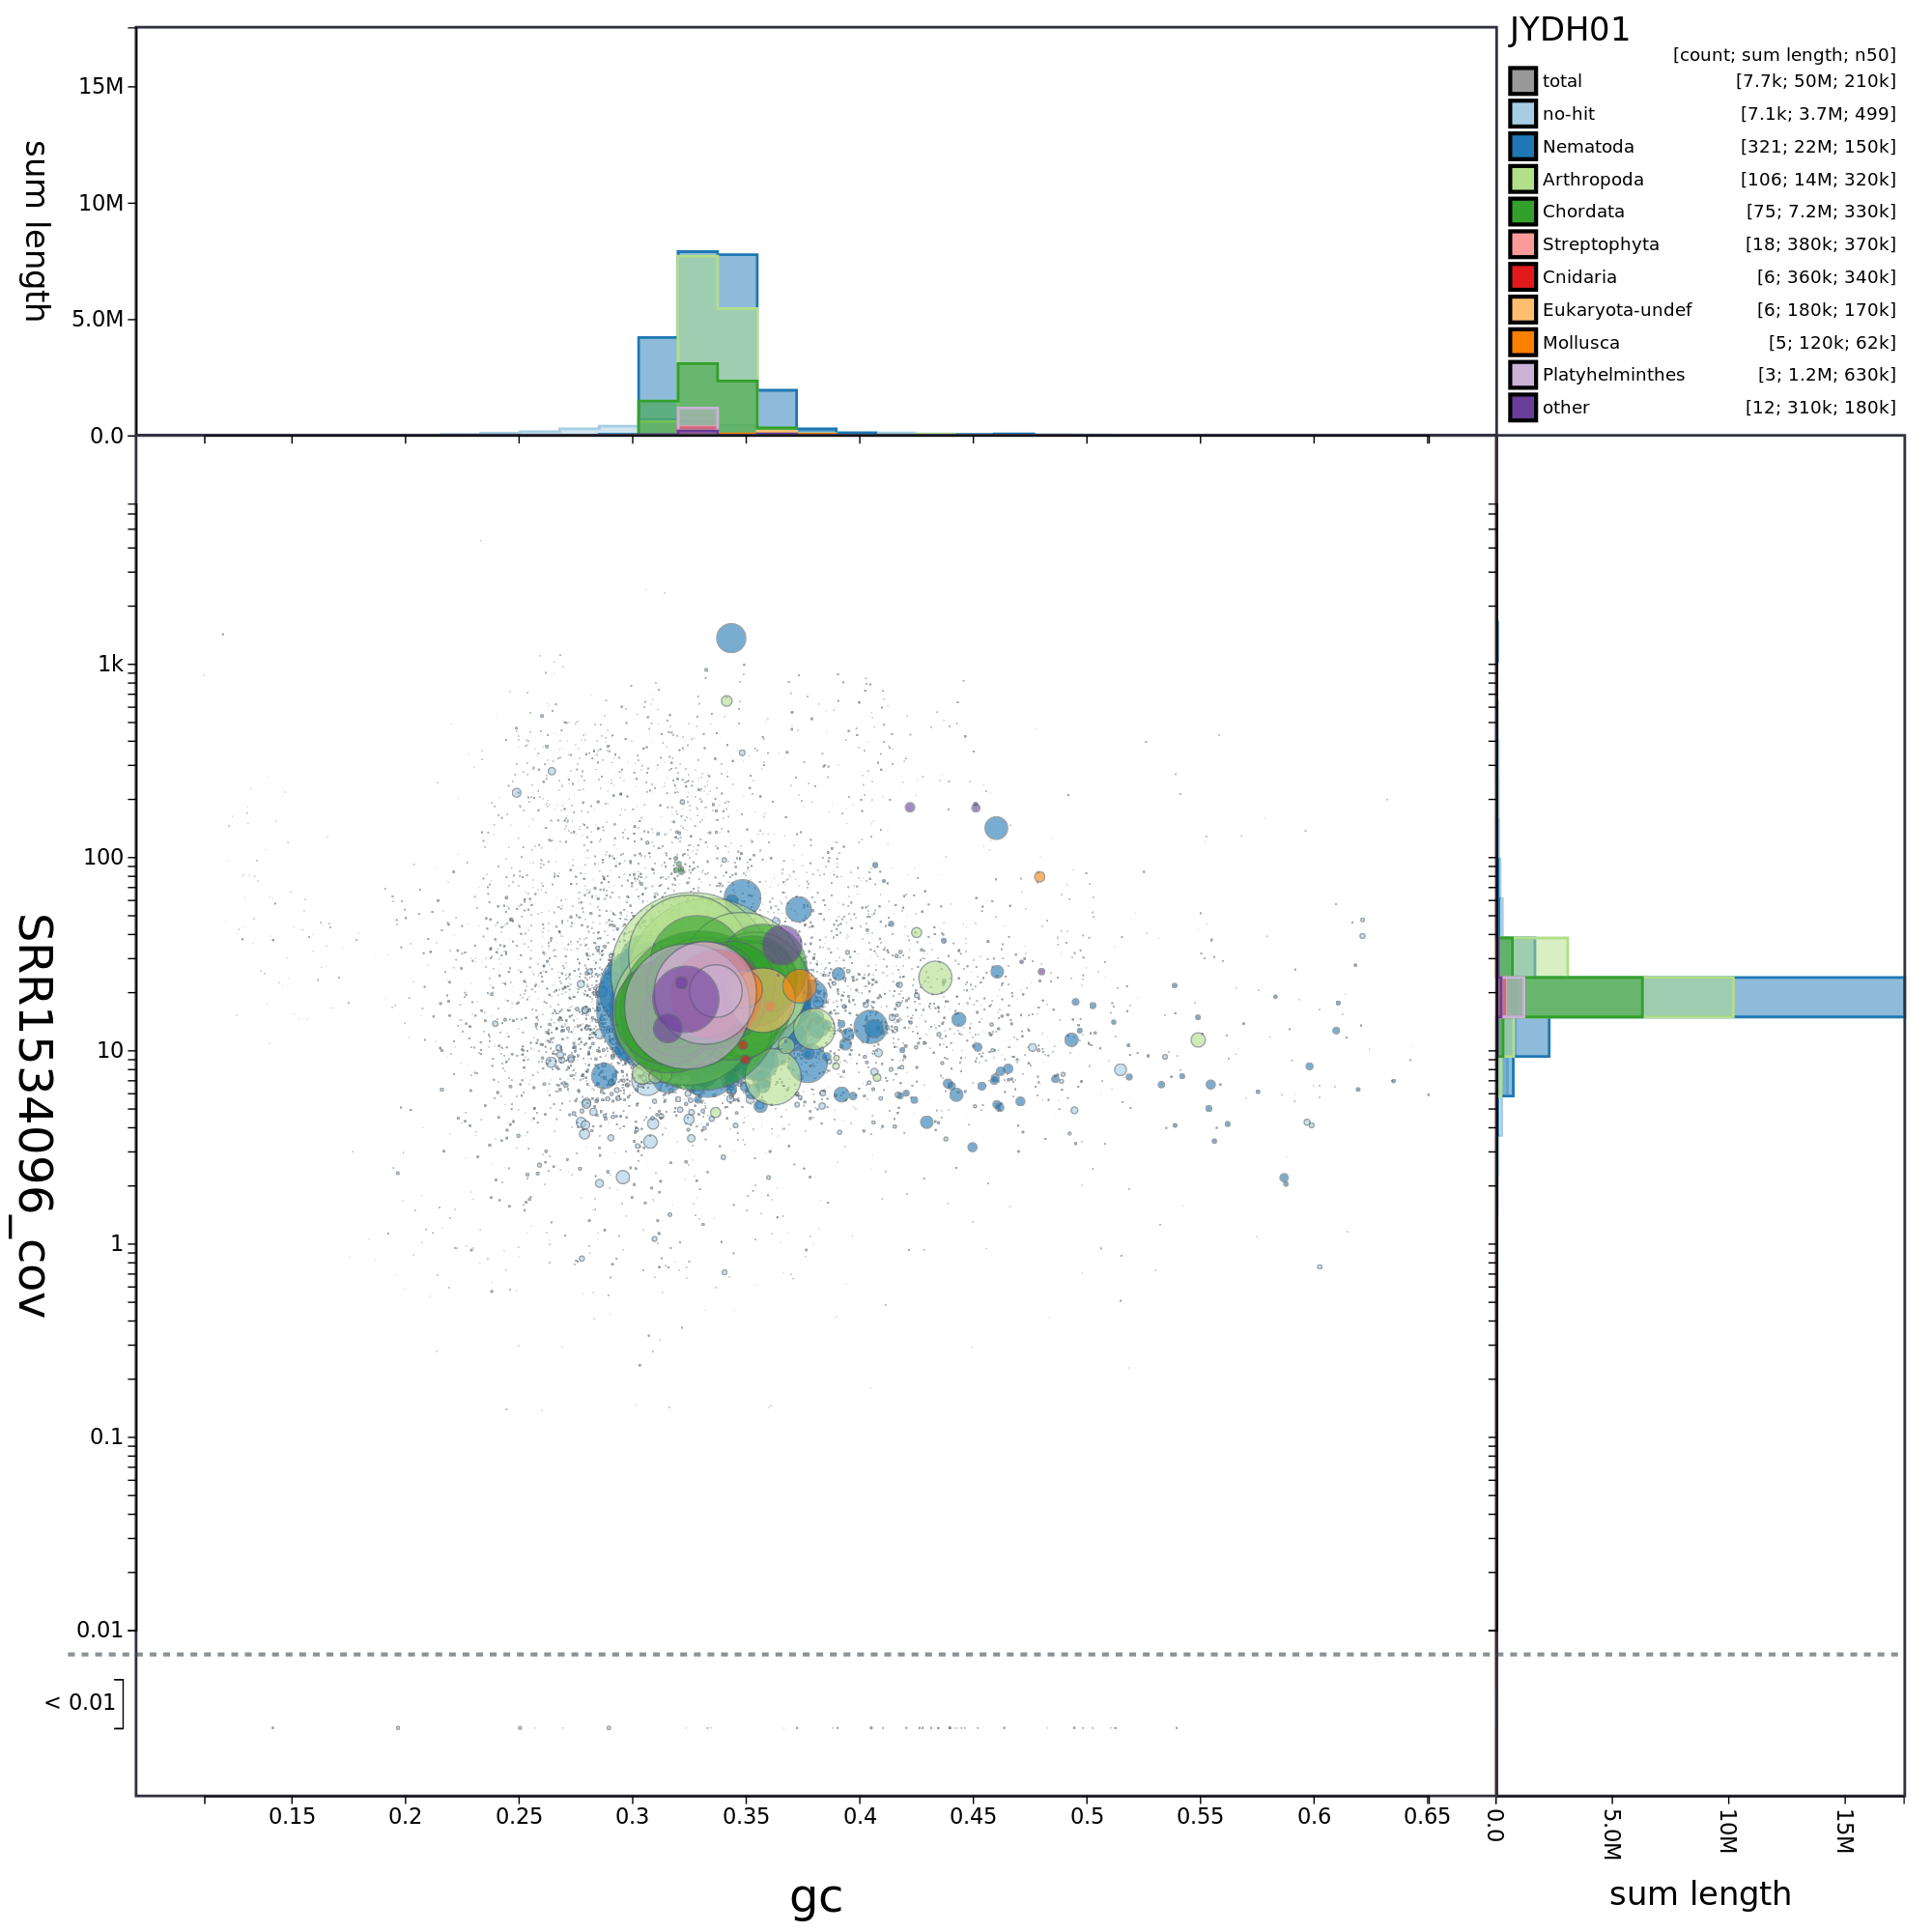 JYDH01
[count; sum length; n50]
total [7.7k; 50M; 210k]
no-hit [7.1k; 3.7M; 499]
Nematoda [321; 22M; 150k]
Arthropoda [106; 14M; 320k]
Chordata [75; 7.2M; 330k]
Streptophyta [18; 380k; 370k]
Cnidaria [6; 360k; 340k]
Eukaryota-undef [6; 180k; 170k]
Mollusca [5; 120k; 62k]
Platyhelminthes [3; 1.2M; 630k]
other [12; 310k; 180k]
sum length
15M
10M
5.0M
0.0
SRR1534096_cov
1k
100
10
1
0.1
0.01
< 0.01
0.15 0.2 0.25 0.3 0.35 0.4 0.45 0.5 0.55 0.6 0.65
gc
0.0 5.0M 10M 15M
sum length